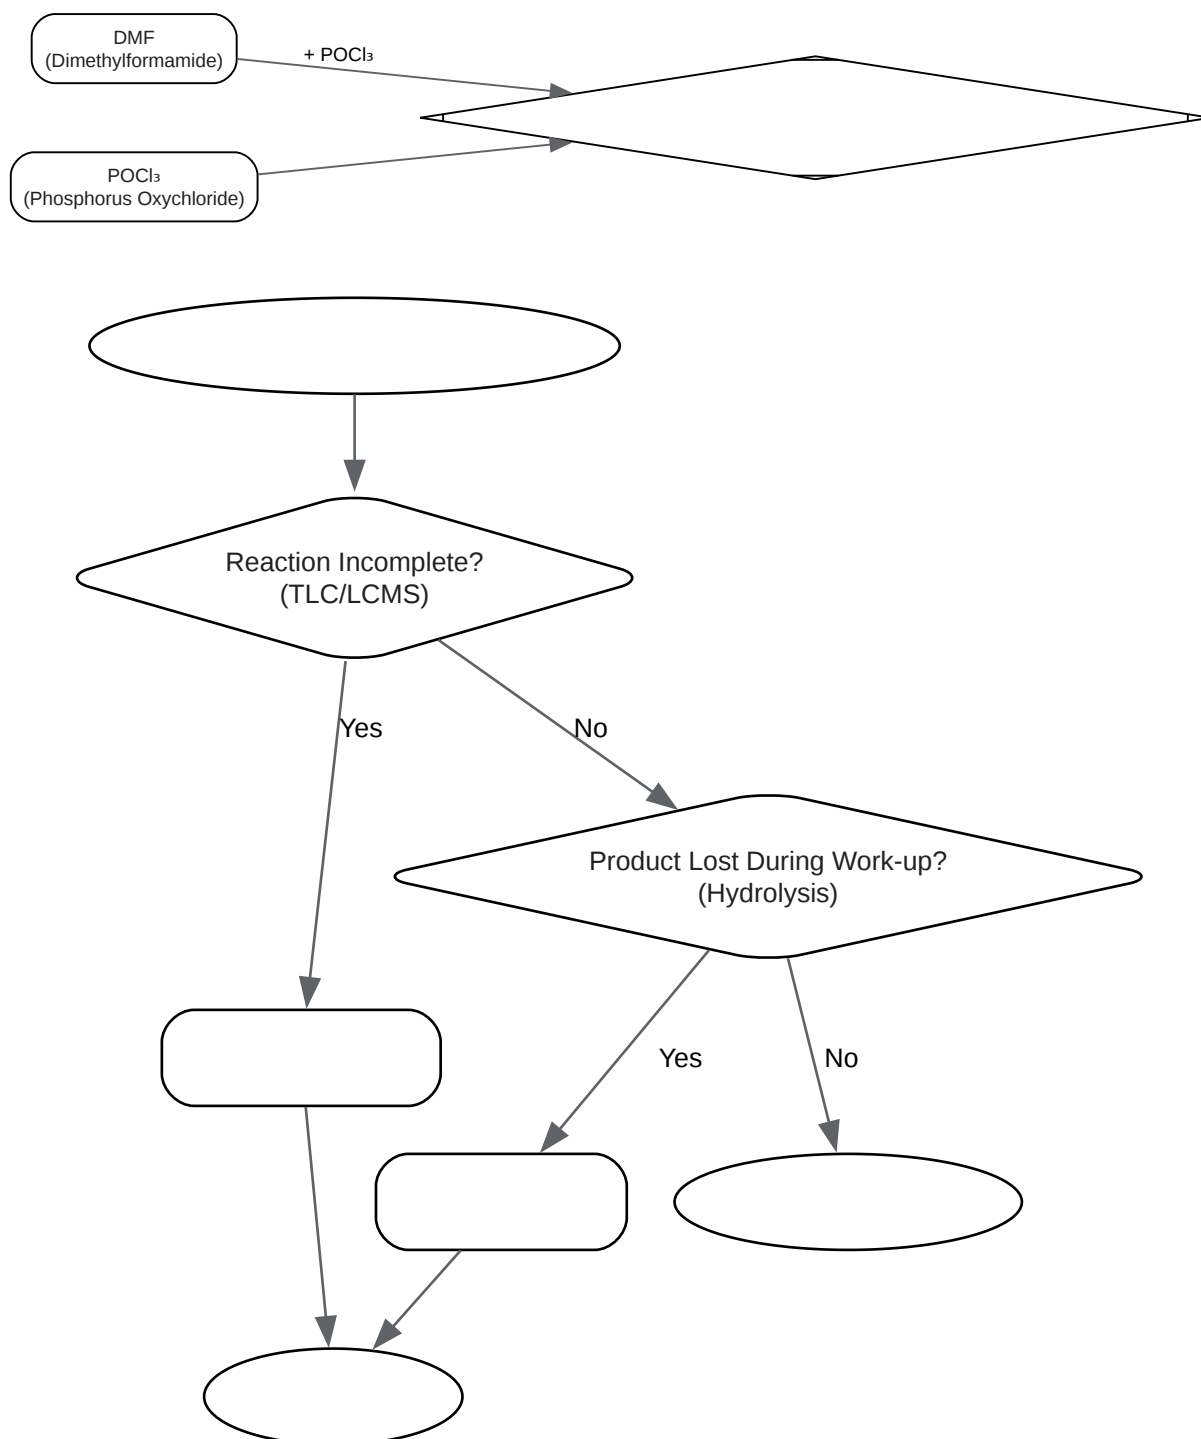 DMF
(Dimethylformamide)
+ POCl₃
POCl₃
(Phosphorus Oxychloride)
Reaction Incomplete?
(TLC/LCMS)
Yes
No
Product Lost During Work-up?
(Hydrolysis)
Yes
No